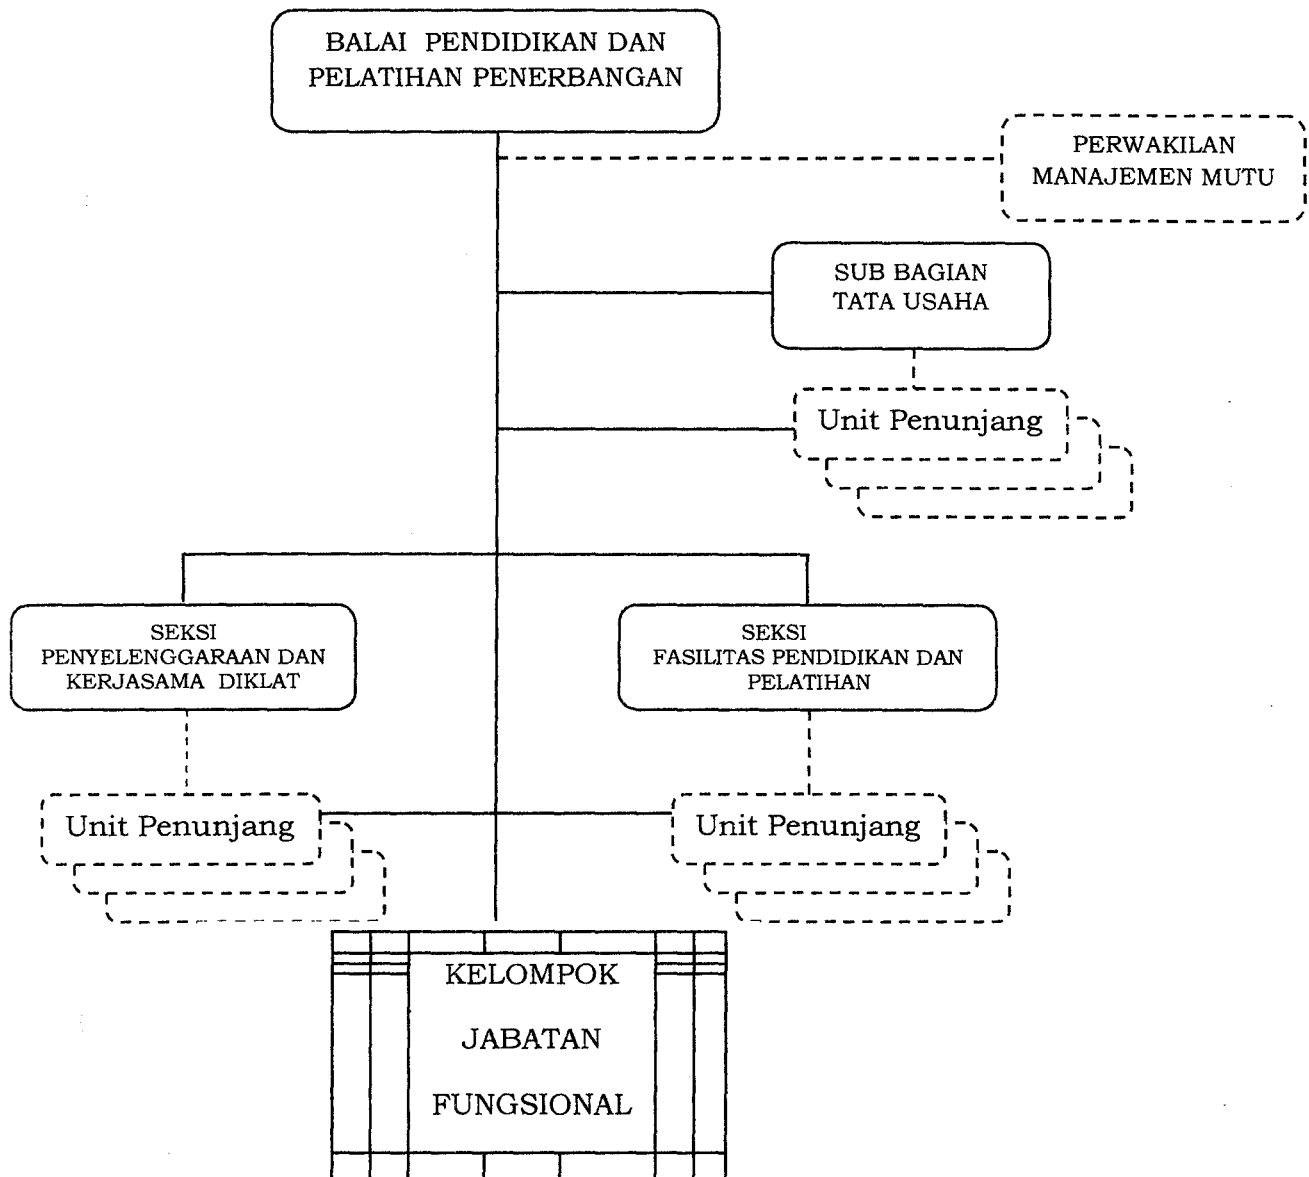 BALAI PENDIDIKAN DAN
PELATIHAN PENERBANGAN
PERWAKILAN
MANAJEMEN MUTU
SUB BAGIAN
TATA USAHA
Unit Penunjang
SEKSI
PENYELENGGARAAN DAN
KERJASAMA DIKLAT
SEKSI
FASILITAS PENDIDIKAN DAN
PELATIHAN
Unit Penunjang
Unit Penunjang
KELOMPOK
JABATAN
FUNGSIONAL